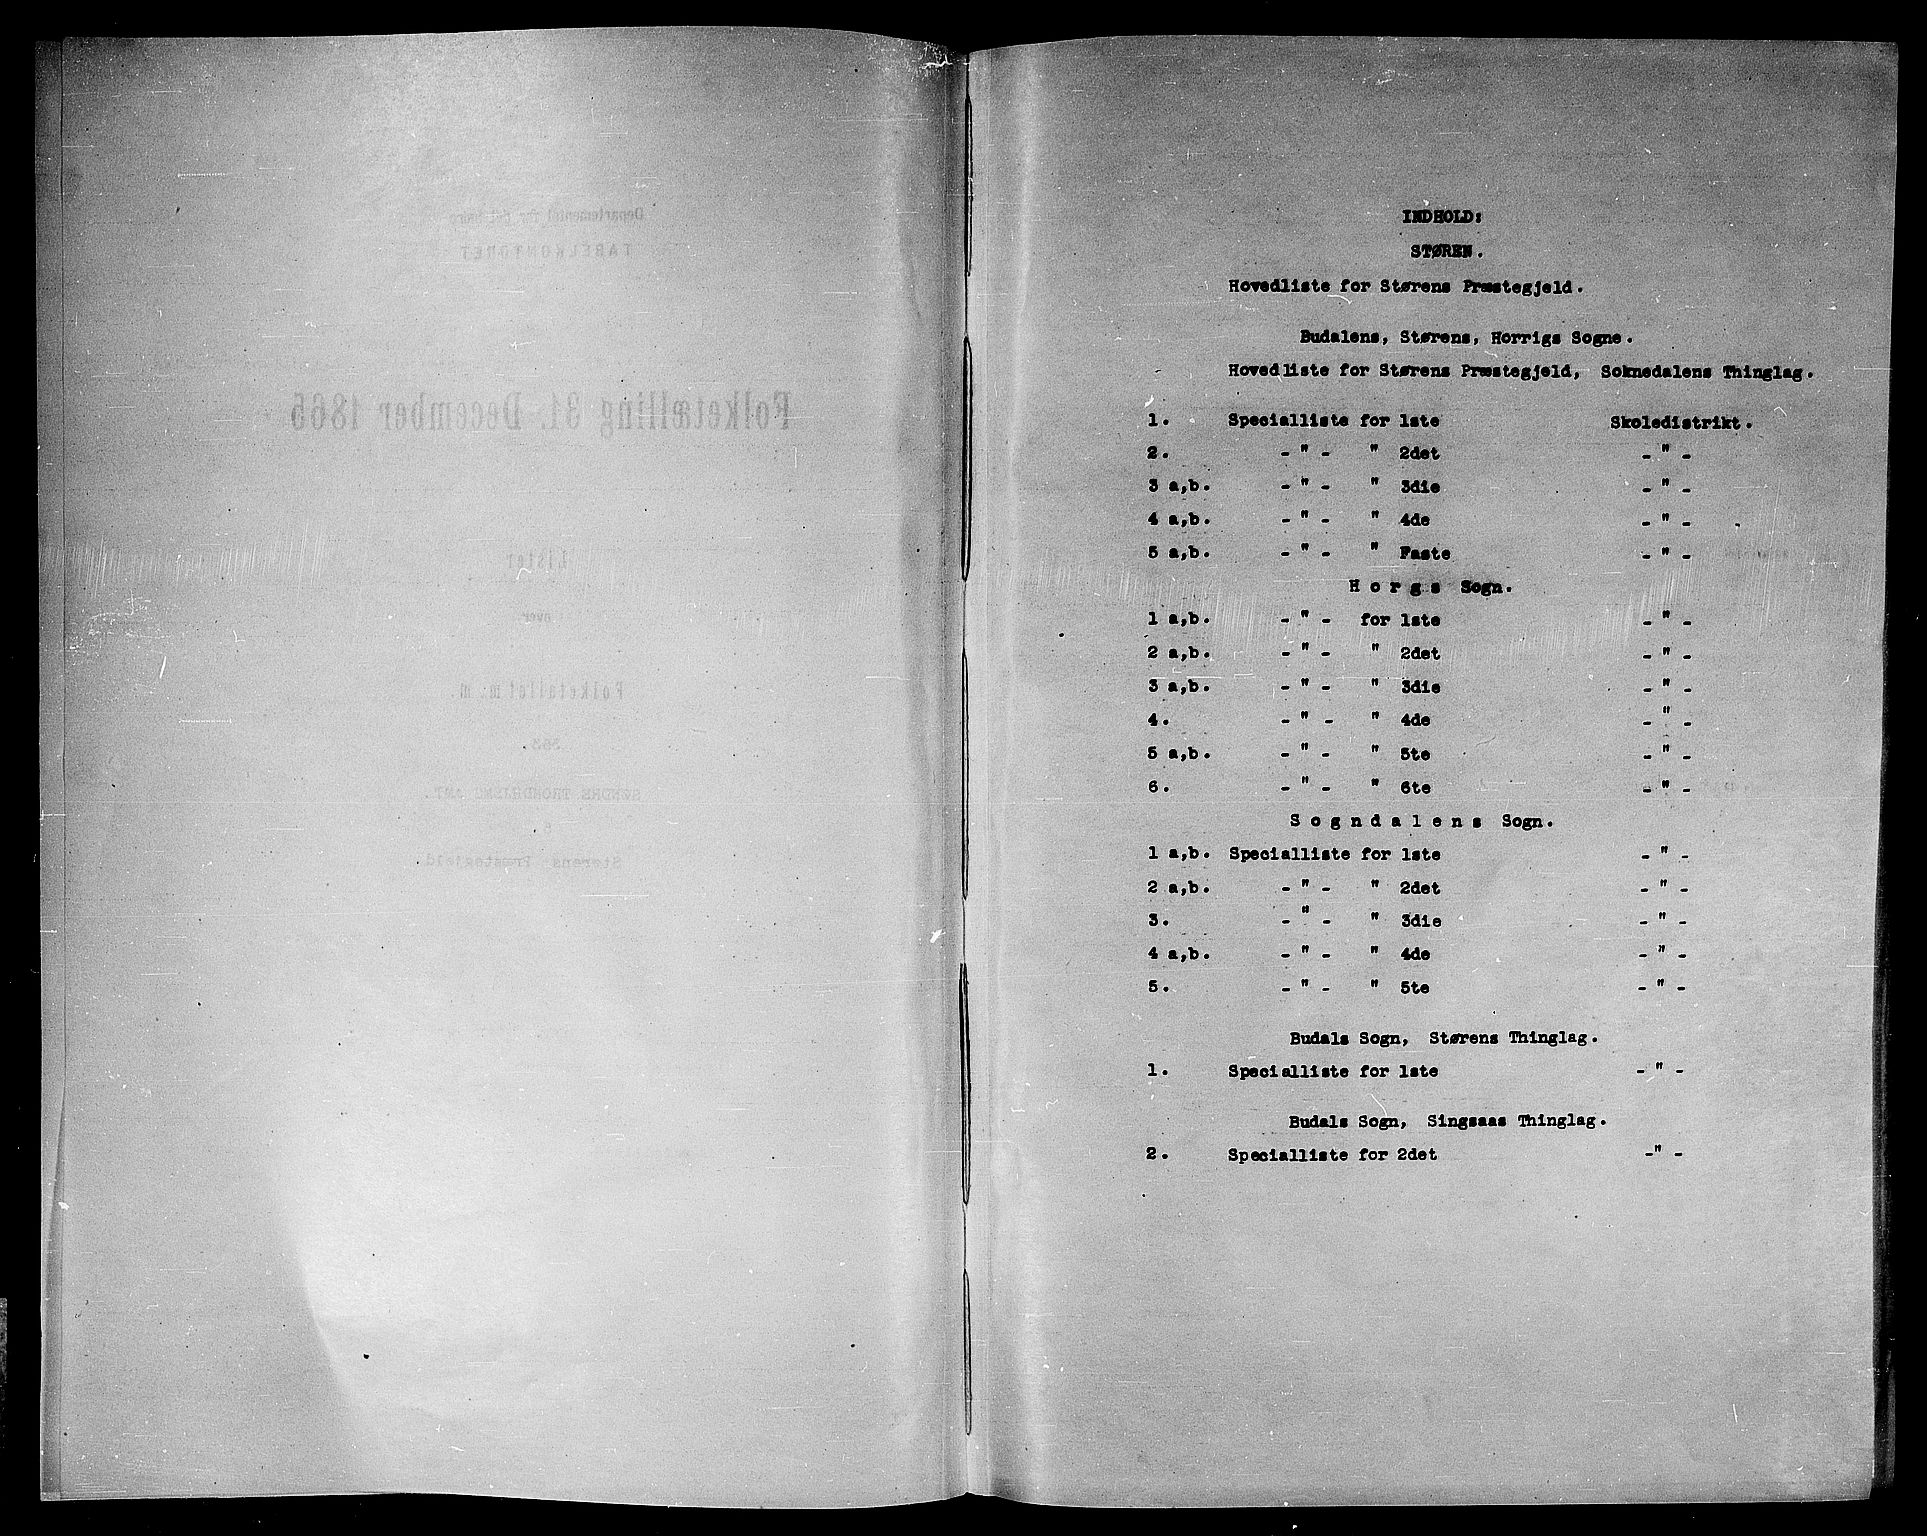 INDHOLD:
STØREN.
Hovedliste for Størens Præstegjeld.
Budalens, Størens, Horrigs Sogne.
Hovedliste for Størens Præstegjeld, Soknedalens Thinglag.
1. Specialliste for 1ste Skoledistrikt.
2. - " - " 2det - " -
3 a,b. - " - " 3die - " -
4 a,b. - " - " 4de - " -
5 a,b. - " - " Faste - " -
H o r g s Sogn.
1 a,b. - " - for 1ste - " -
2 a,b. - " - " 2det - " -
3 a,b. - " - " 3die - " -
4. - " - " 4de - " -
5 a,b. - " - " 5te - " -
6. - " - " 6te - " -
S o g n d a l e n s Sogn.
1 a,b. Specialliste for 1ste - " -
2 a,b. - " - " 2det - " -
3. - " - " 3die - " -
4 a,b. - " - " 4de - " -
5. - " - " 5te - " -
Budals Sogn, Størens Thinglag.
1. Specialliste for 1ste - " -
Budals Sogn, Singsaas Thinglag.
2. Specialliste for 2det -" -